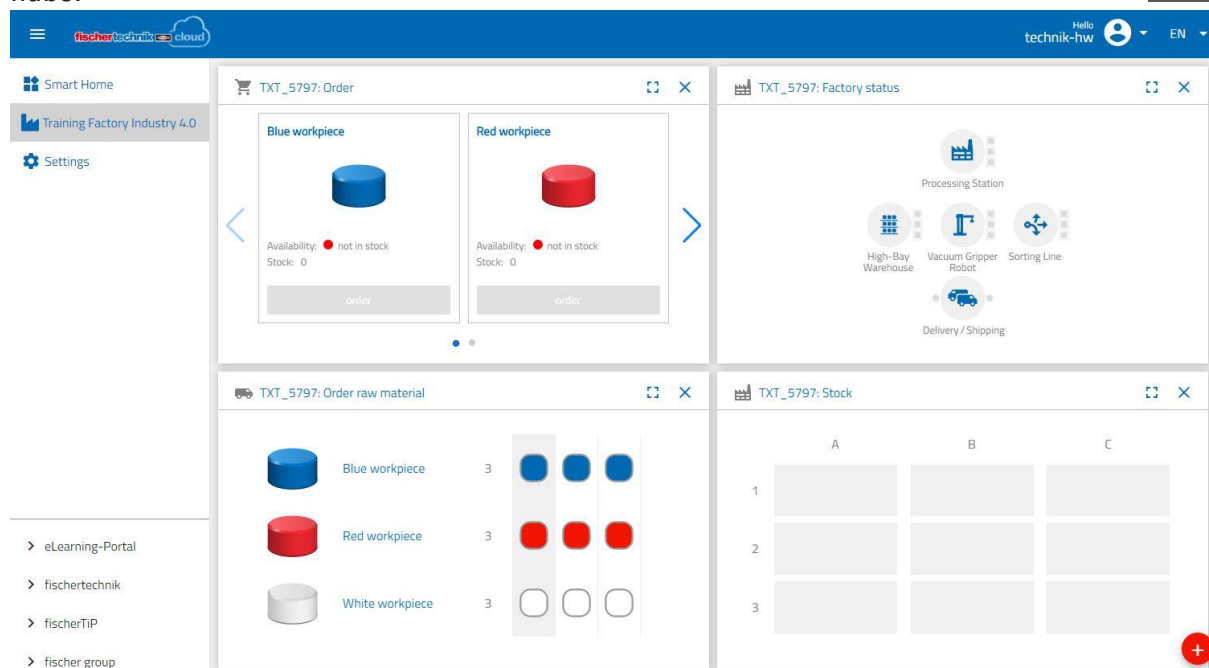 fischertechnik cloud
Hello
technik-hw
EN
Smart Home
Training Factory Industry 4.0
Settings
eLearning-Portal
fischertechnik
fischerTiP
fischer group
TXT_5797: Order
Blue workpiece
Availability: not in stock
Stock: 0
order
Red workpiece
Availability: not in stock
Stock: 0
order
TXT_5797: Factory status
Processing Station
High-Bay
Warehouse
Vacuum Gripper
Robot
Sorting Line
Delivery / Shipping
TXT_5797: Order raw material
Blue workpiece 3
Red workpiece 3
White workpiece 3
TXT_5797: Stock
A B C
1
2
3